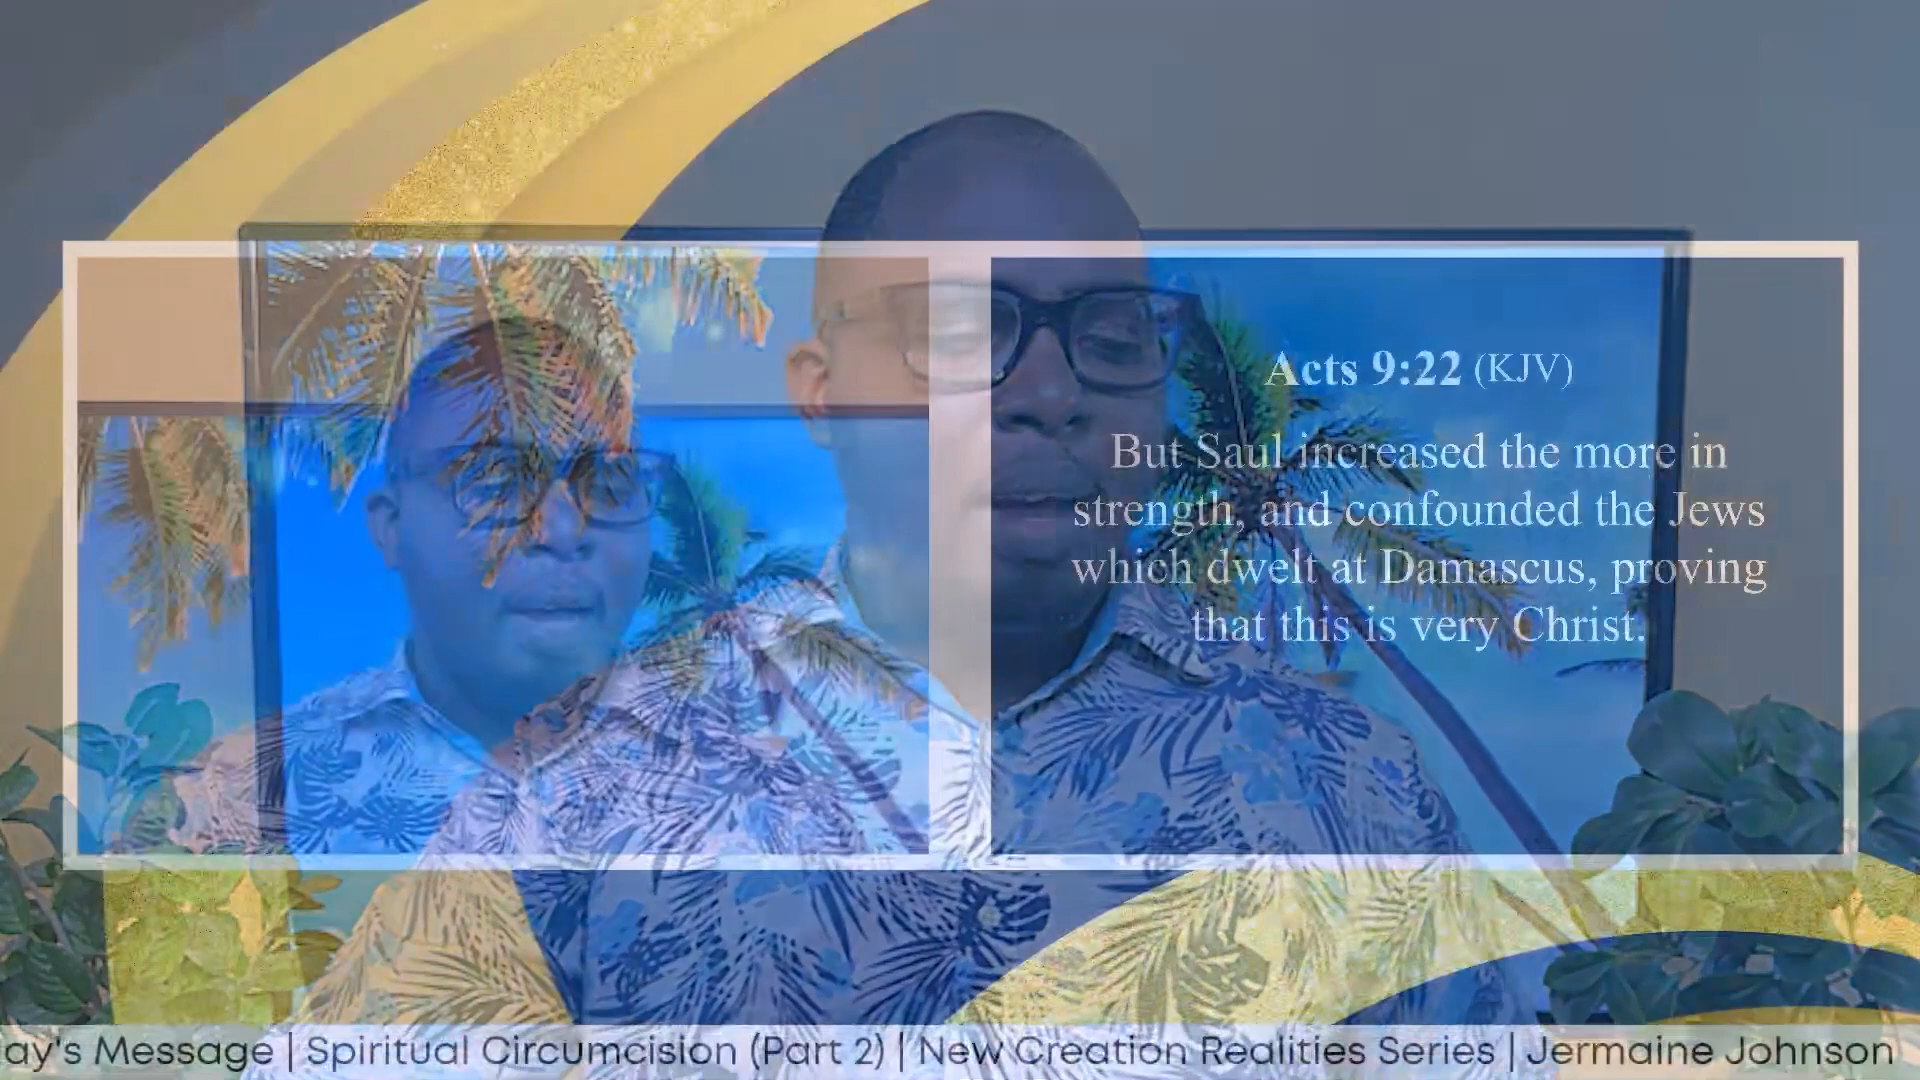 Acts 9:22 (KJV)
But Saul increased the more in
strength, and confounded the Jews
which dwelt at Damascus, proving
that this is very Christ.
ay's Message | Spiritual Circumcision (Part 2) | New Creation Realities Series | Jermaine Johnson